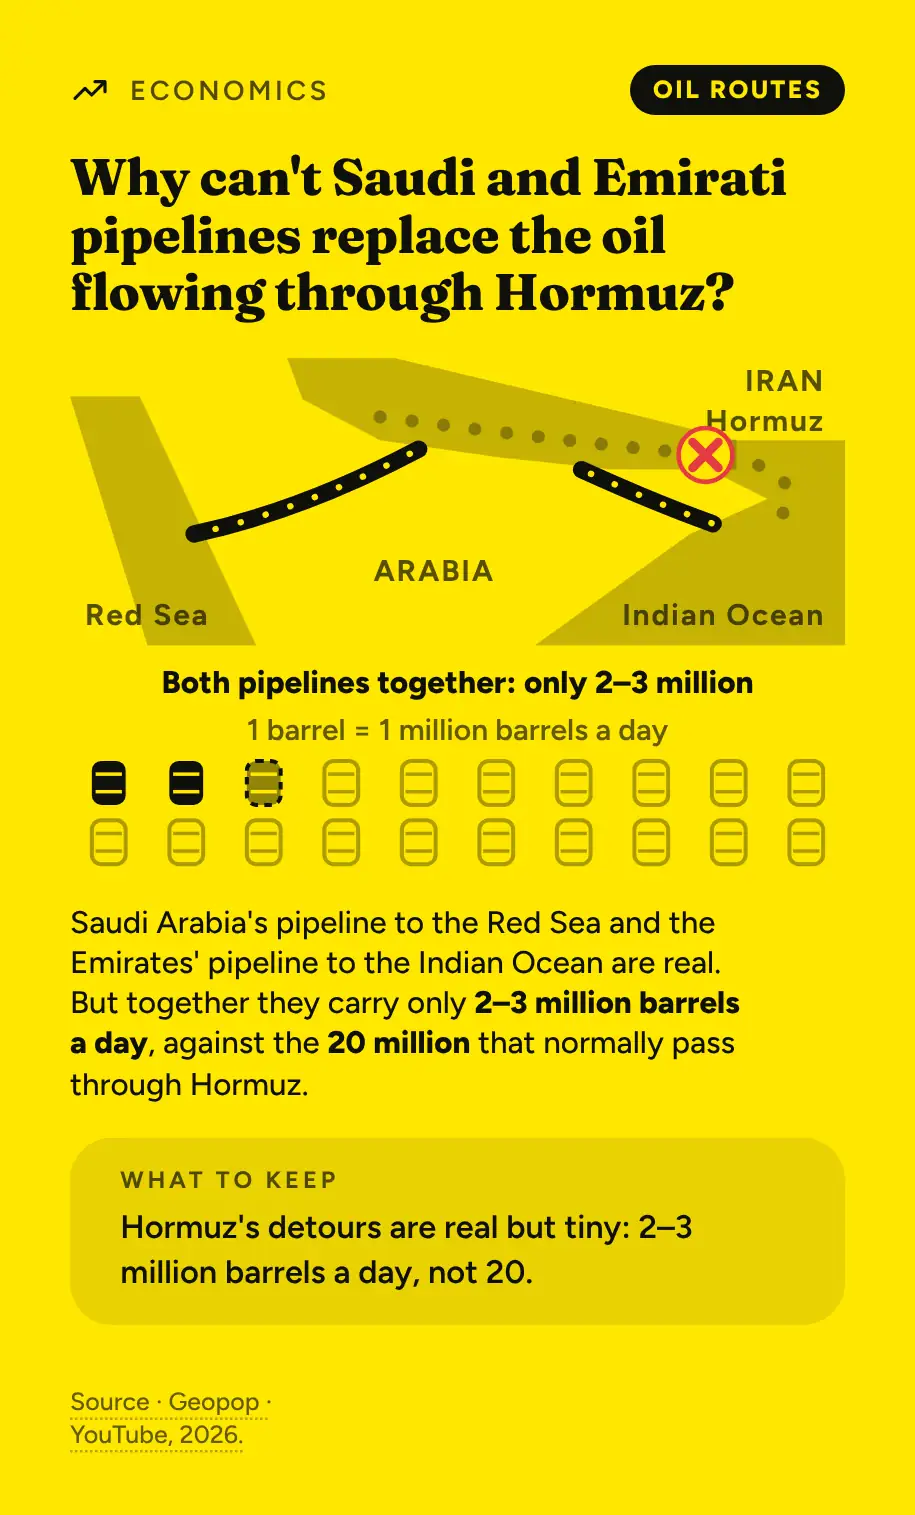 ECONOMICS
OIL ROUTES
Why can't Saudi and Emirati
pipelines replace the oil
flowing through Hormuz?
IRAN
Hormuz
ARABIA
Red Sea
Indian Ocean
Both pipelines together: only 2–3 million
1 barrel = 1 million barrels a day
Saudi Arabia's pipeline to the Red Sea and the
Emirates' pipeline to the Indian Ocean are real.
But together they carry only 2–3 million barrels
a day, against the 20 million that normally pass
through Hormuz.
WHAT TO KEEP
Hormuz's detours are real but tiny: 2–3
million barrels a day, not 20.
Source · Geopop ·
YouTube, 2026.